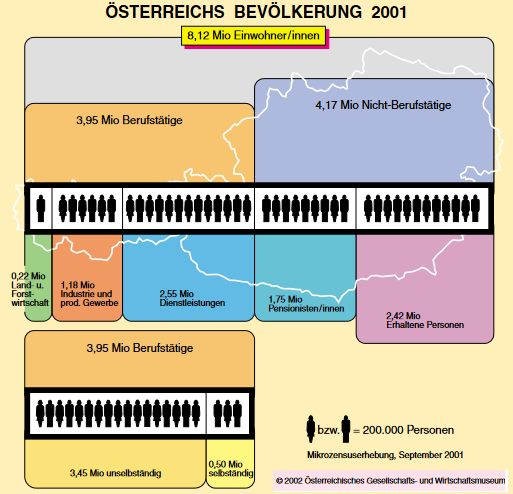 ÖSTERREICHS BEVÖLKERUNG 2001
8,12 Mio Einwohner/innen
3,95 Mio Berufstätige
4,17 Mio Nicht-Berufstätige
0,22 Mio
Land- u.
Forst-
wirtschaft
1,18 Mio
Industrie und
prod. Gewerbe
2,55 Mio
Dienstleistungen
1,75 Mio
Pensionisten/innen
2,42 Mio
Erhaltene Personen
3,95 Mio Berufstätige
3,45 Mio unselbständig
0,50 Mio
selbständig
bzw. = 200.000 Personen
Mikrozensuserhebung, September 2001
© 2002 Österreichisches Gesellschafts- und Wirtschaftsmuseum